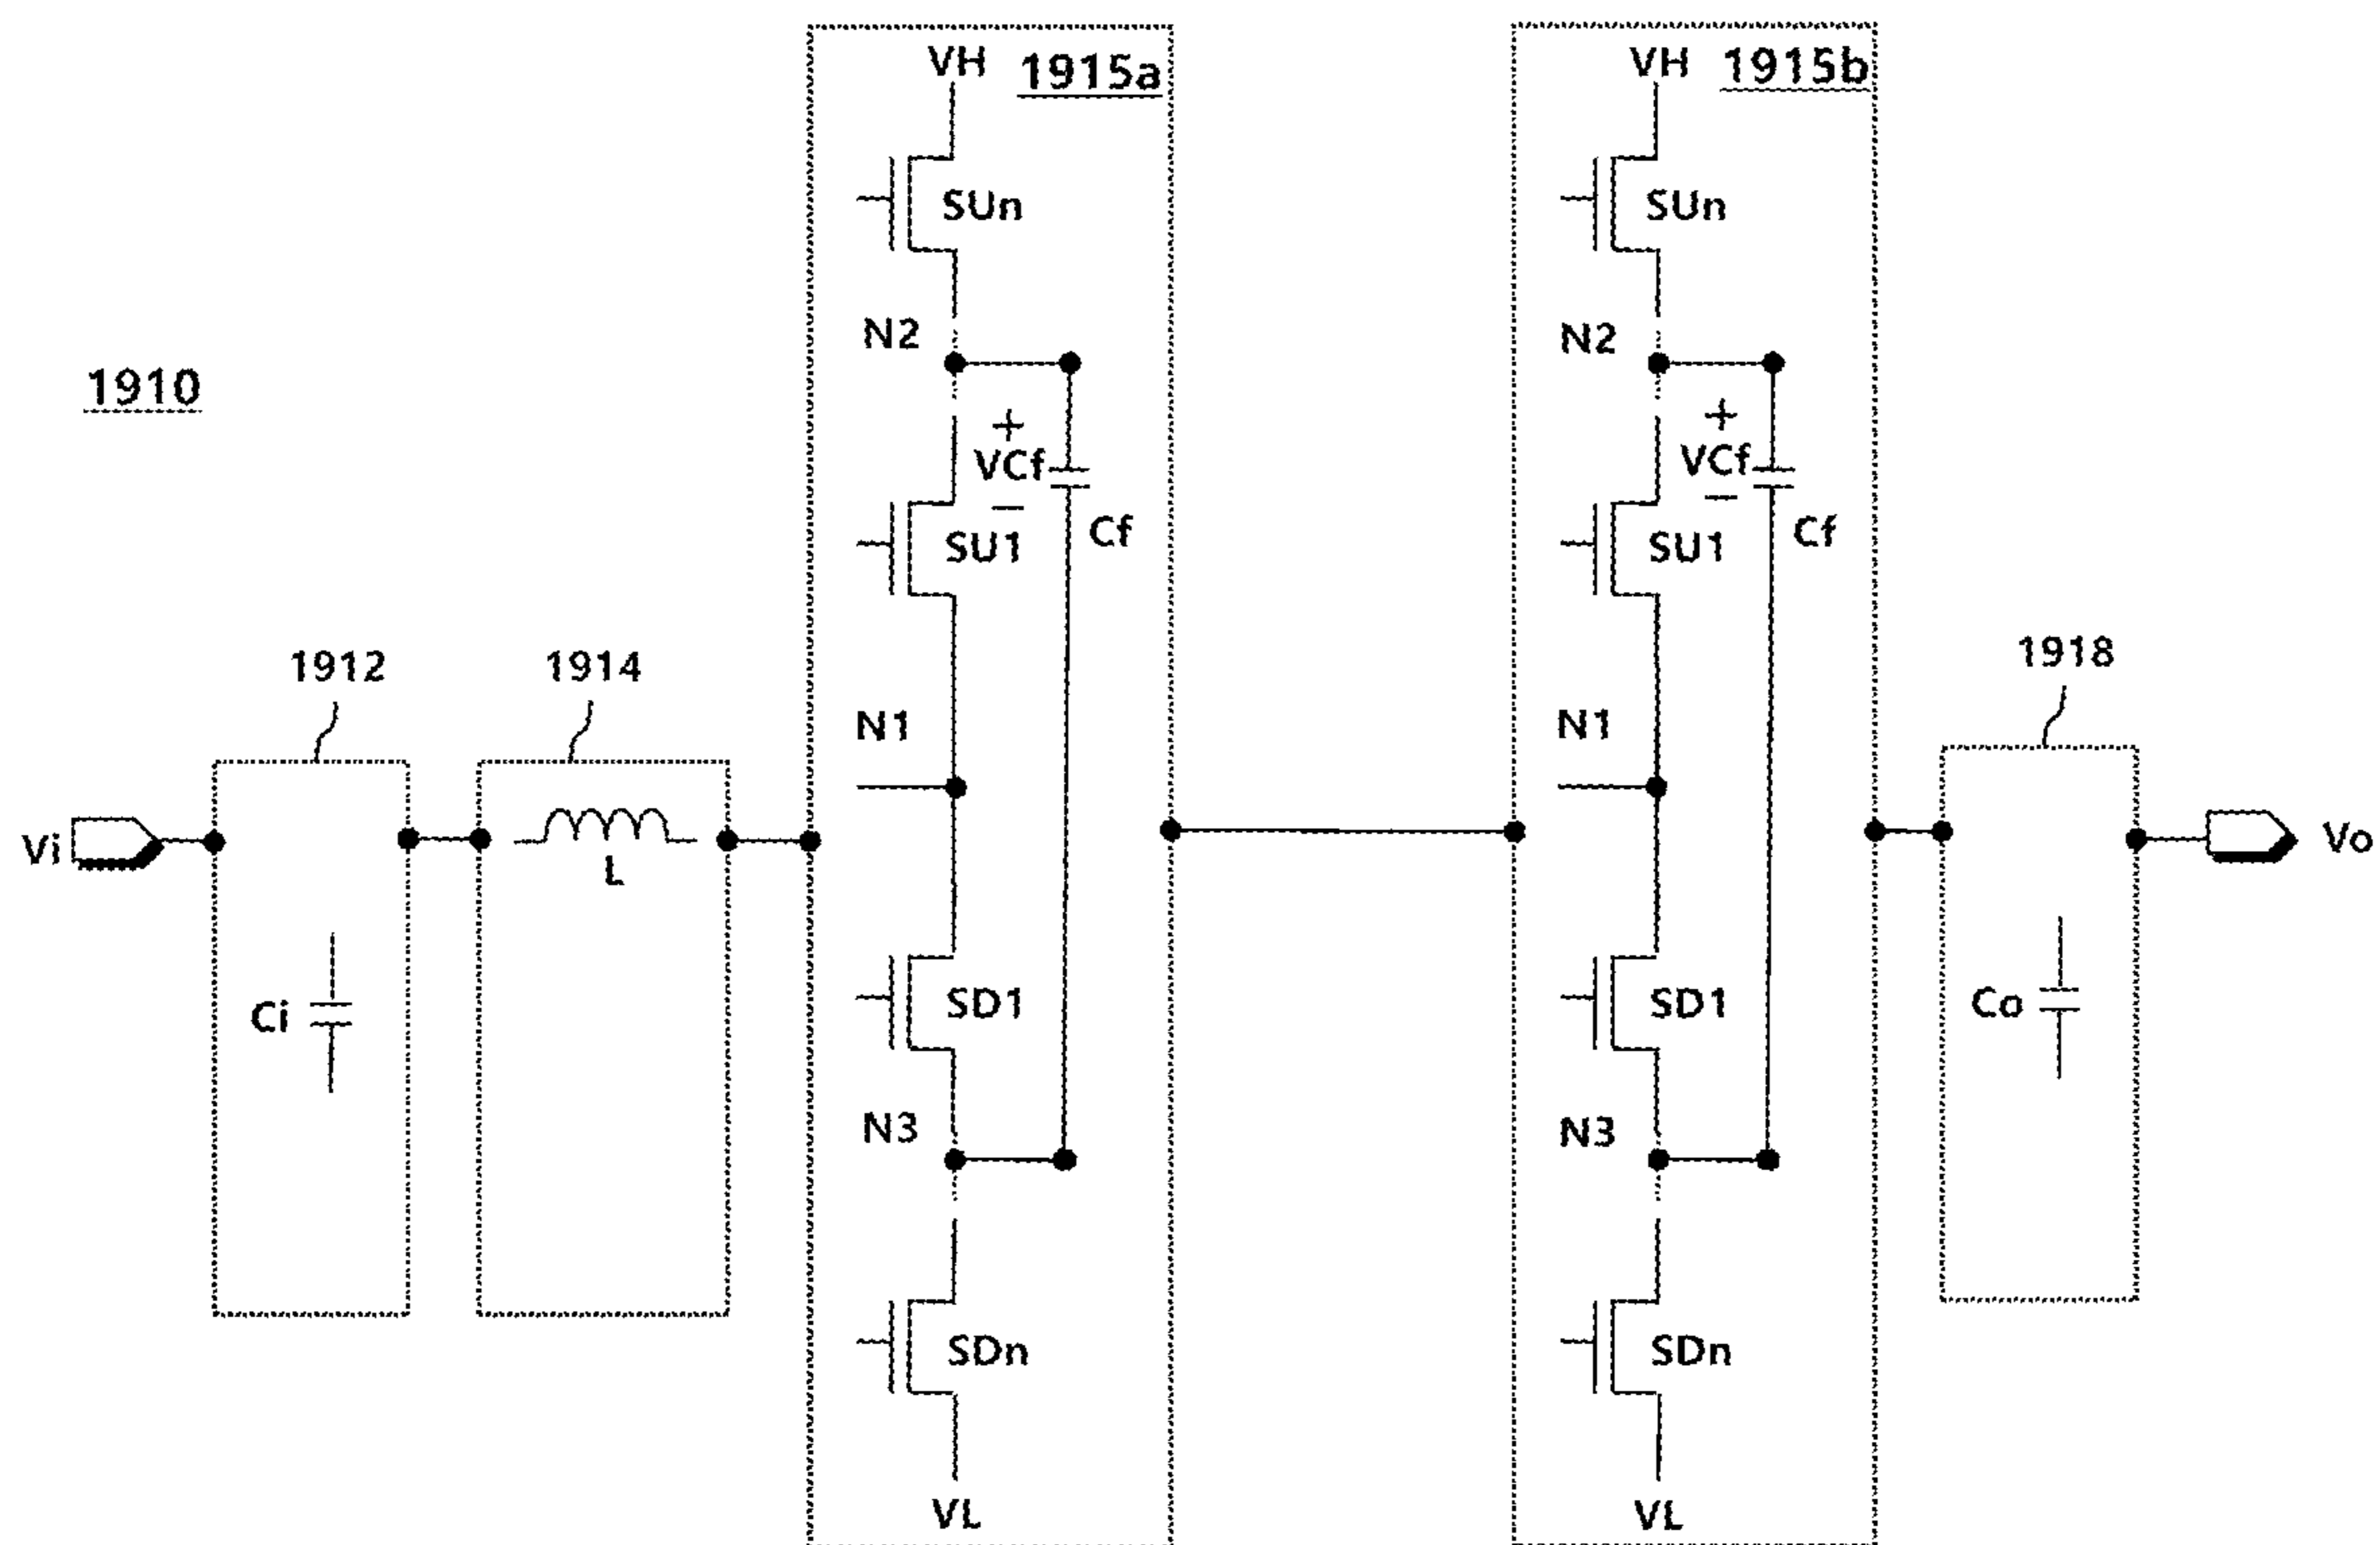 VH 1915a
VH 1915b
SUn
SUn
N2
N2
1910
+
+
VCf
VCf
−
−
Cf
Cf
SU1
SU1
1912
1914
1918
N1
N1
Vi
L
Vo
Ci
SD1
SD1
Co
N3
N3
SDn
SDn
VL
VL